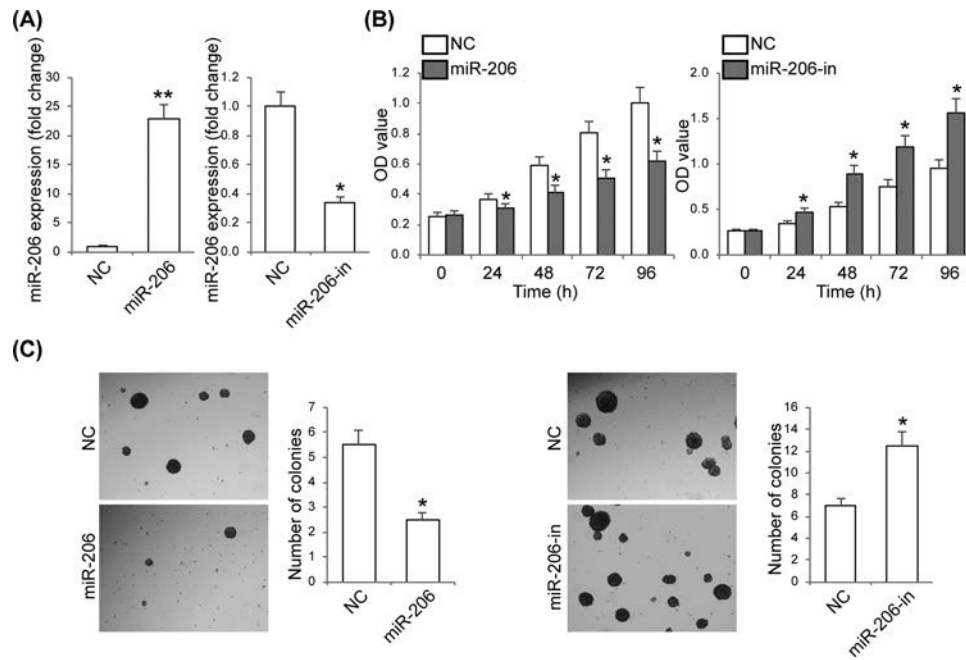 (A)
miR-206 expression (fold change)
30
25
20
15
10
5
0
**
NC
miR-206
miR-206 expression (fold change)
1.2
1.0
0.8
0.6
0.4
0.2
0.0
*
NC
miR-206-in
(B)
NC
miR-206
OD value
1.2
1.0
0.8
0.6
0.4
0.2
0
* * * *
0 24 48 72 96
Time (h)
NC
miR-206-in
OD value
2.0
1.5
1.0
0.5
0.0
* * * *
0 24 48 72 96
Time (h)
(C)
NC
miR-206
Number of colonies
7
6
5
4
3
2
1
0
*
NC
miR-206
NC
miR-206-in
Number of colonies
16
14
12
10
8
6
4
2
0
*
NC
miR-206-in